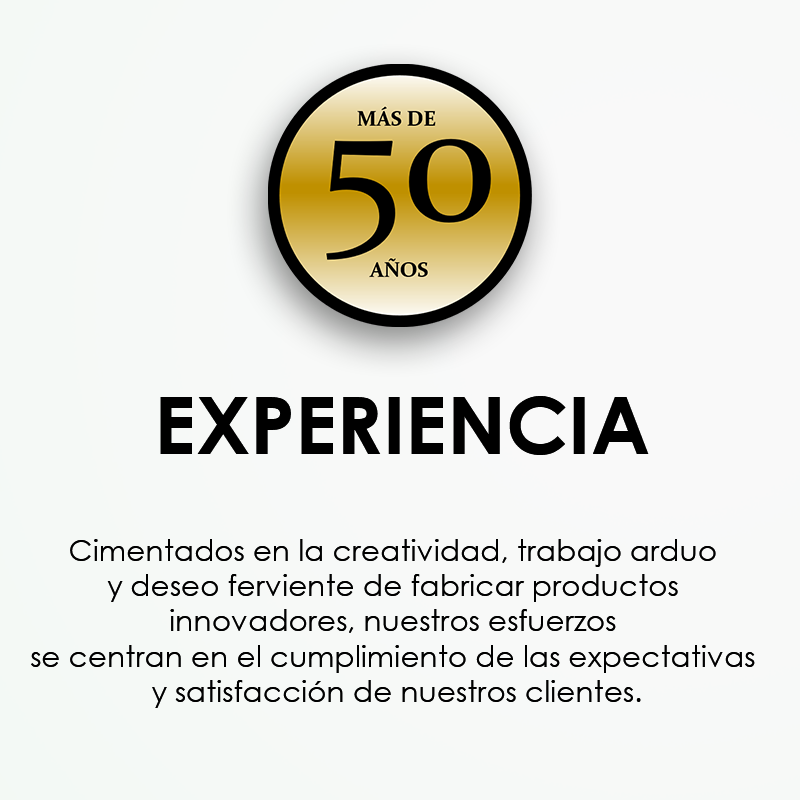 MÁS DE
50
AÑOS
EXPERIENCIA
Cimentados en la creatividad, trabajo arduo
y deseo ferviente de fabricar productos
innovadores, nuestros esfuerzos
se centran en el cumplimiento de las expectativas
y satisfacción de nuestros clientes.